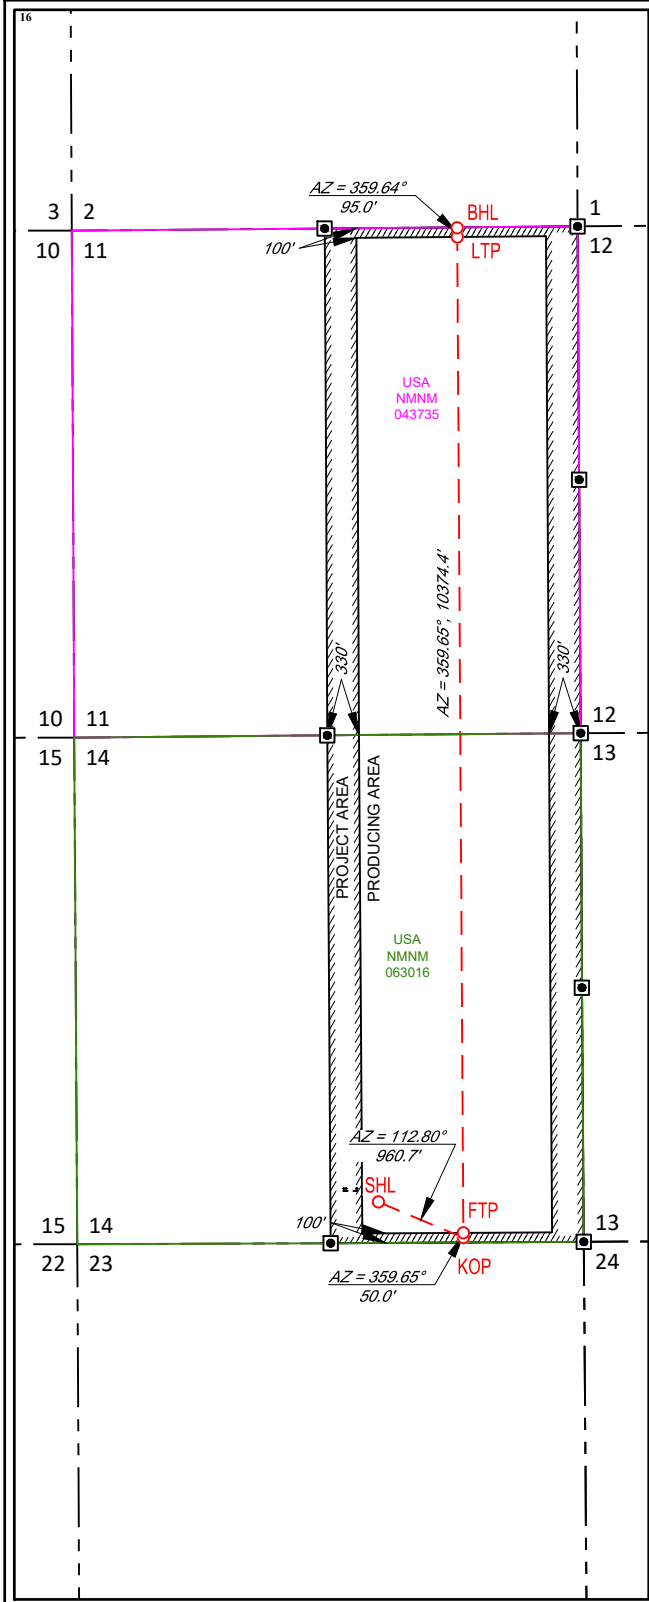 16
AZ = 359.64°
95.0'
BHL
LTP
3 2
10 11
1
12
100'
USA
NMNM
043735
AZ = 359.65°, 10374.4'
330'
330'
10 11
15 14
12
13
PROJECT AREA
PRODUCING AREA
USA
NMNM
063016
AZ = 112.80°
960.7'
SHL
FTP
100'
KOP
15 14
22 23
13
24
AZ = 359.65°
50.0'